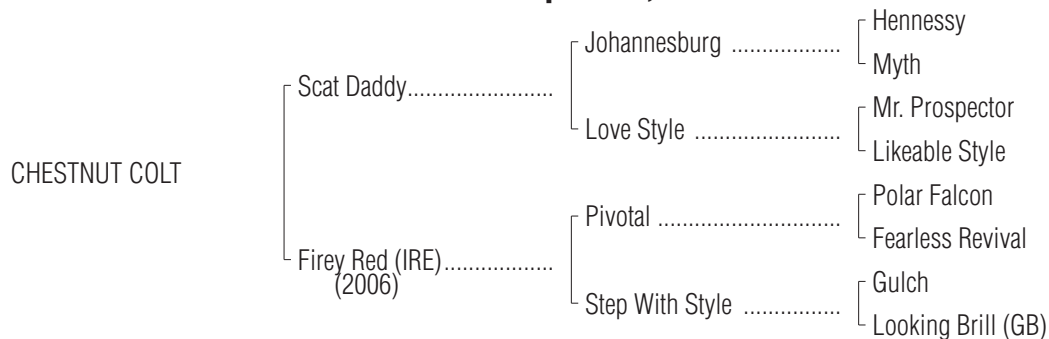 Hennessy
Johannesburg ..................
Myth
Scat Daddy........................
Mr. Prospector
Love Style ........................
Likeable Style
CHESTNUT COLT
Polar Falcon
Pivotal ..............................
Fearless Revival
Firey Red (IRE)..................
(2006)
Gulch
Step With Style ................
Looking Brill (GB)